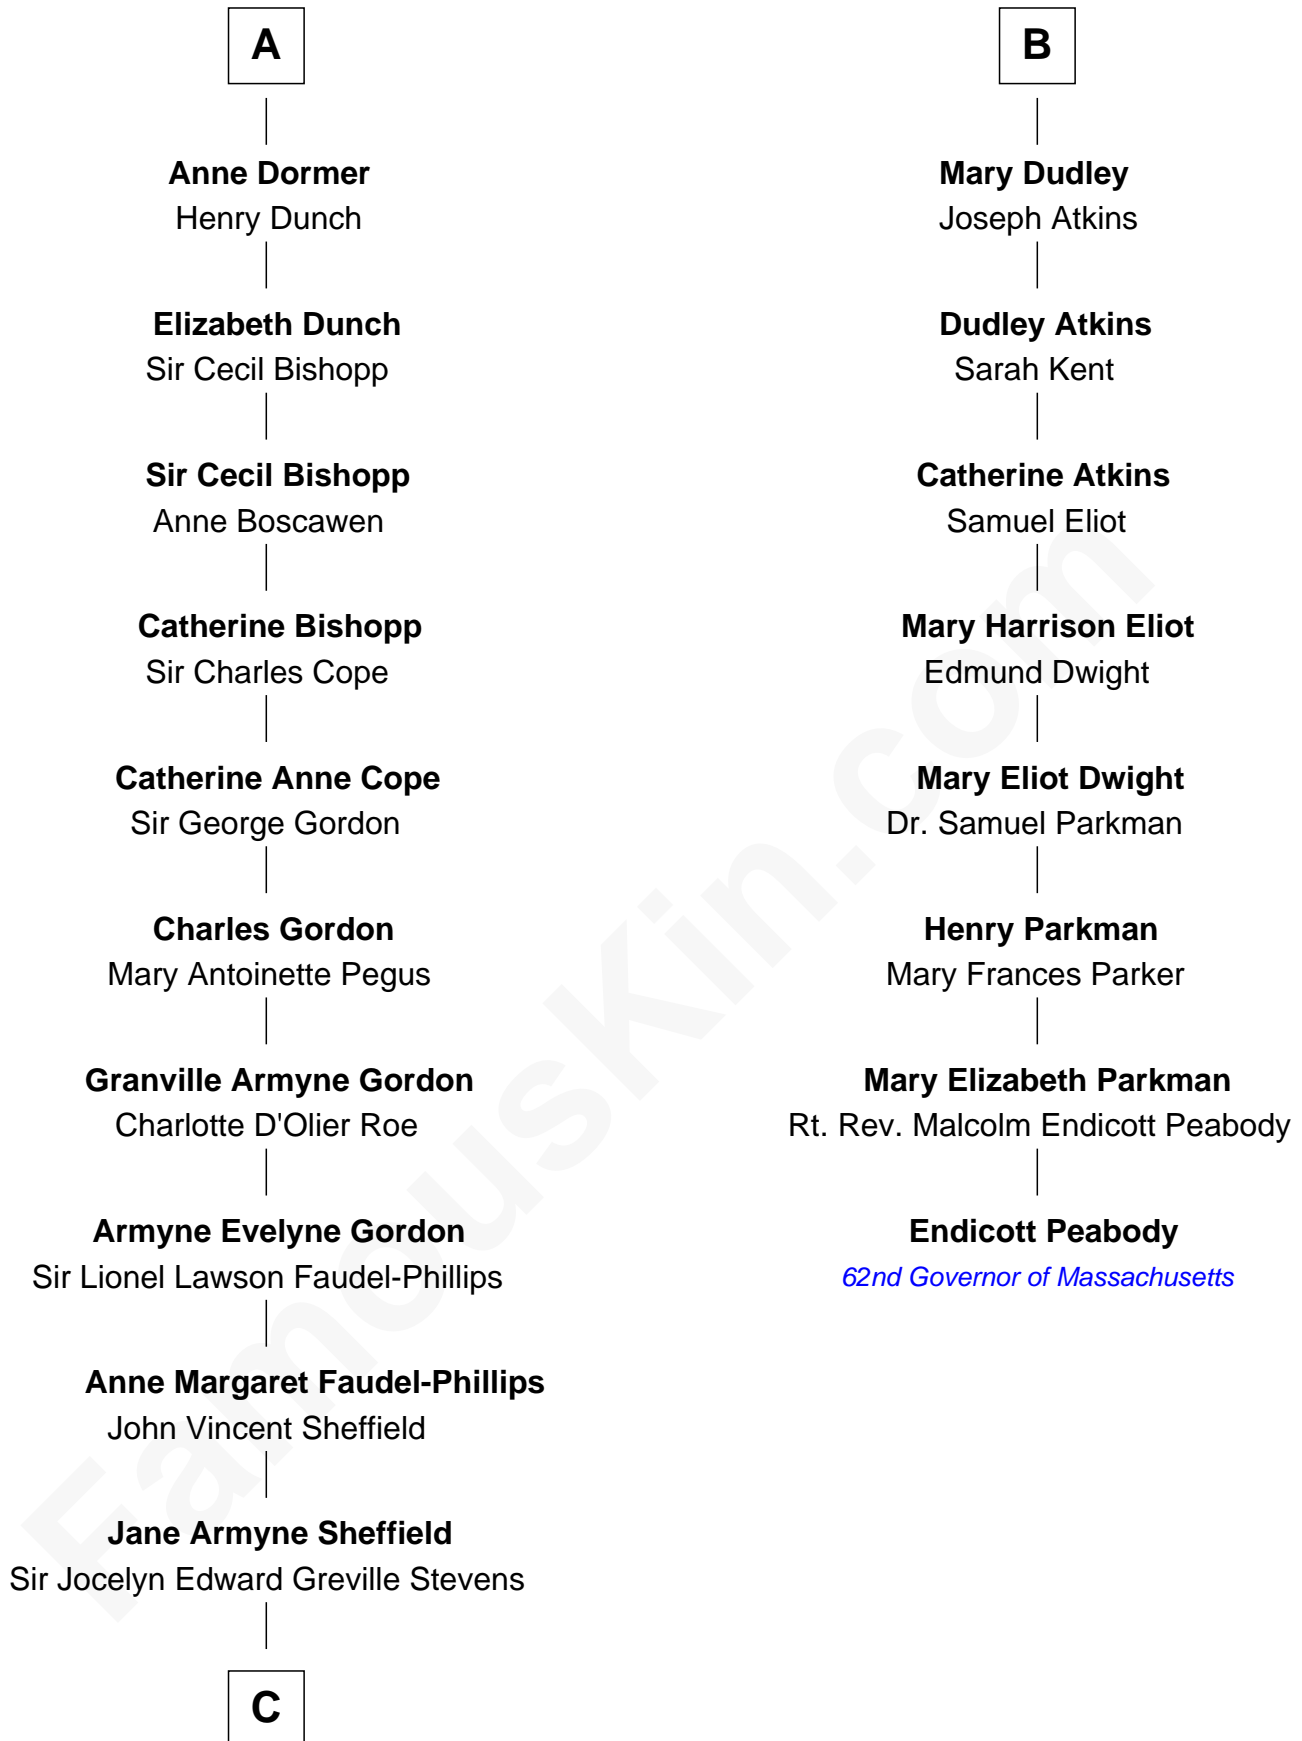 A
Anne Dormer
Henry Dunch
Elizabeth Dunch
Sir Cecil Bishopp
Sir Cecil Bishopp
Anne Boscawen
Catherine Bishopp
Sir Charles Cope
Catherine Anne Cope
Sir George Gordon
Charles Gordon
Mary Antoinette Pegus
Granville Armyne Gordon
Charlotte D'Olier Roe
Armyne Evelyne Gordon
Sir Lionel Lawson Faudel-Phillips
Anne Margaret Faudel-Phillips
John Vincent Sheffield
Jane Armyne Sheffield
Sir Jocelyn Edward Greville Stevens
C
B
Mary Dudley
Joseph Atkins
Dudley Atkins
Sarah Kent
Catherine Atkins
Samuel Eliot
Mary Harrison Eliot
Edmund Dwight
Mary Eliot Dwight
Dr. Samuel Parkman
Henry Parkman
Mary Frances Parker
Mary Elizabeth Parkman
Rt. Rev. Malcolm Endicott Peabody
Endicott Peabody
62nd Governor of Massachusetts
FamousKin.com